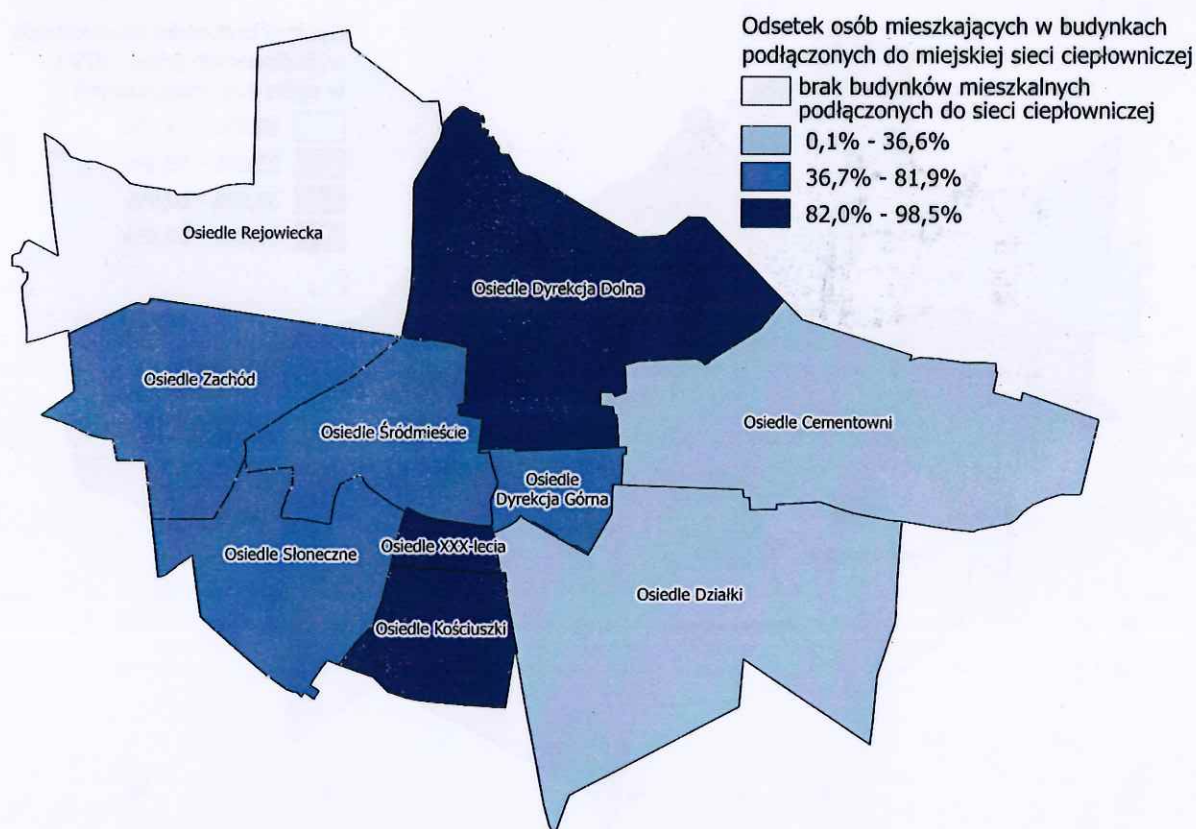 Odsetek osób mieszkających w budynkach
podłączonych do miejskiej sieci ciepłowniczej
brak budynków mieszkalnych
podłączonych do sieci ciepłowniczej
0,1% - 36,6%
36,7% - 81,9%
82,0% - 98,5%
Osiedle Rejowiecka
Osiedle Dyrekcja Dolna
Osiedle Zachód
Osiedle Śródmieście
Osiedle Cementowni
Osiedle
Dyrekcja Górna
Osiedle Słoneczne
Osiedle XXX-lecia
Osiedle Działki
Osiedle Kościuszki